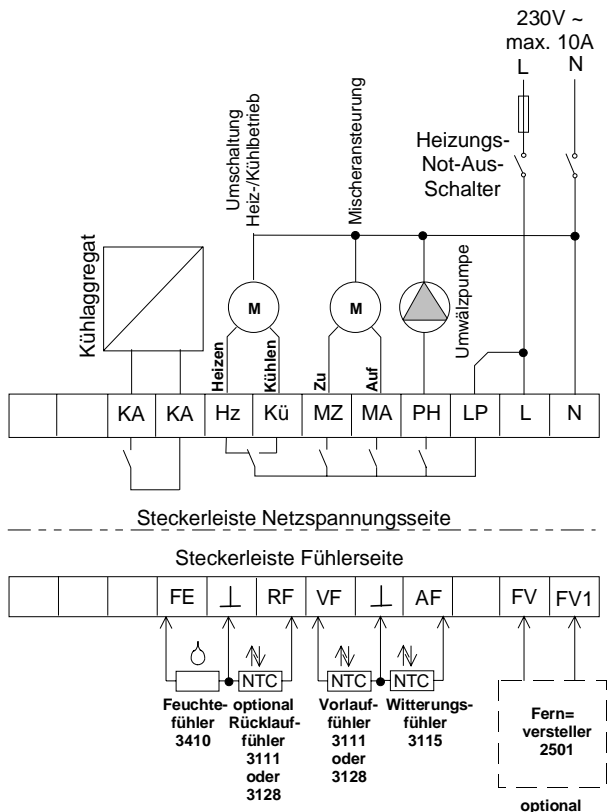 230V ~
max. 10A
L
N
Heizungs-
Not-Aus-
Schalter
Umschaltung
Heiz-/Kühlbetrieb
Mischeransteurung
Kühlaggregat
M
M
Umwälzpumpe
Heizen
Kühlen
Zu
Auf
KA KA Hz Kü MZ MA PH LP L N
Steckerleiste Netzspannungsseite
Steckerleiste Fühlerseite
FE ⊥ RF VF ⊥ AF FV FV1
NTC NTC NTC
Feuchte-
fühler
3410
optional
Rücklauf-
fühler
3111
oder
3128
Vorlauf-
fühler
3111
oder
3128
Witterungs-
fühler
3115
Fern=
versteller
2501
optional